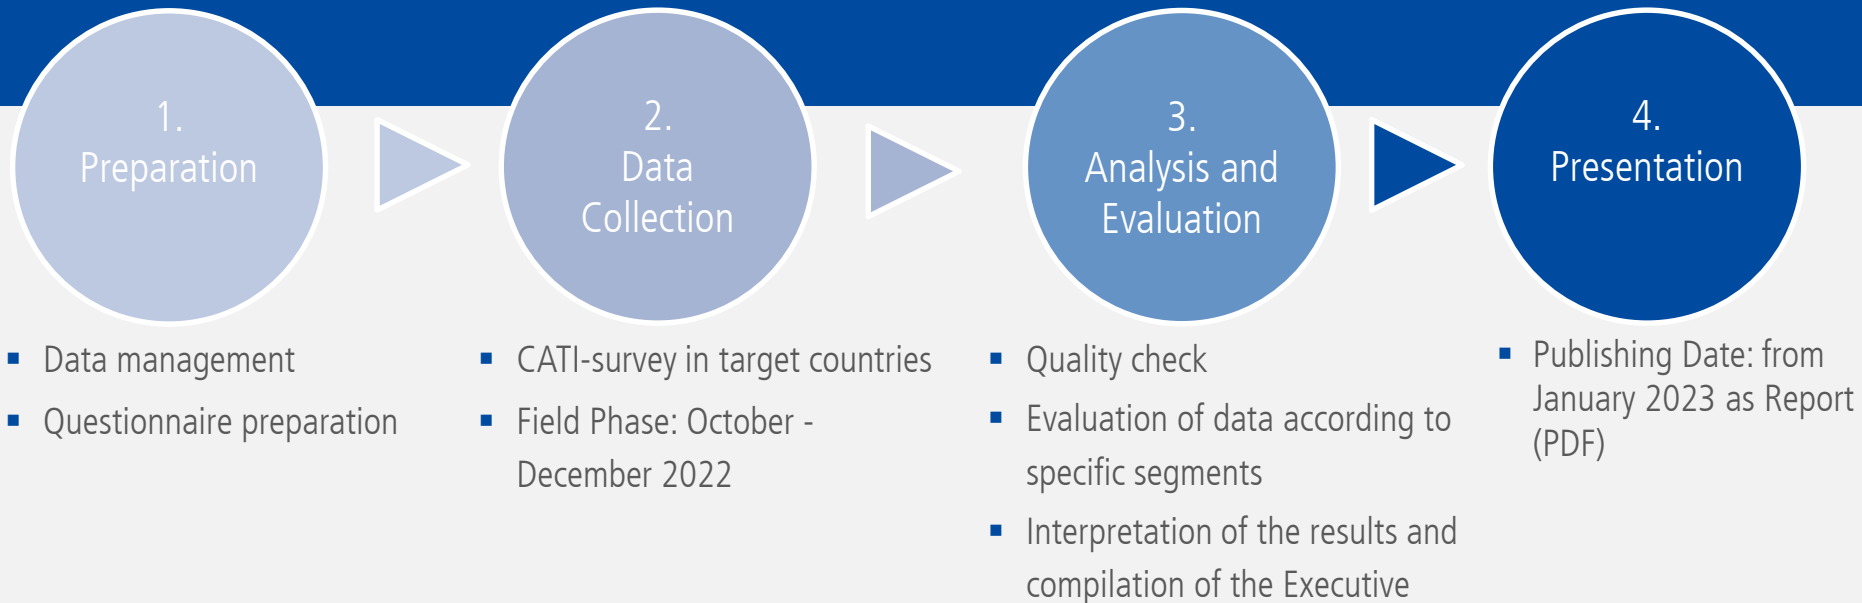 1.
Preparation
2.
Data
Collection
3.
Analysis and
Evaluation
4.
Presentation
▪ Data management
▪ Questionnaire preparation
▪ CATI-survey in target countries
▪ Field Phase: October -
December 2022
▪ Quality check
▪ Evaluation of data according to
specific segments
▪ Interpretation of the results and
compilation of the Executive
▪ Publishing Date: from
January 2023 as Report
(PDF)